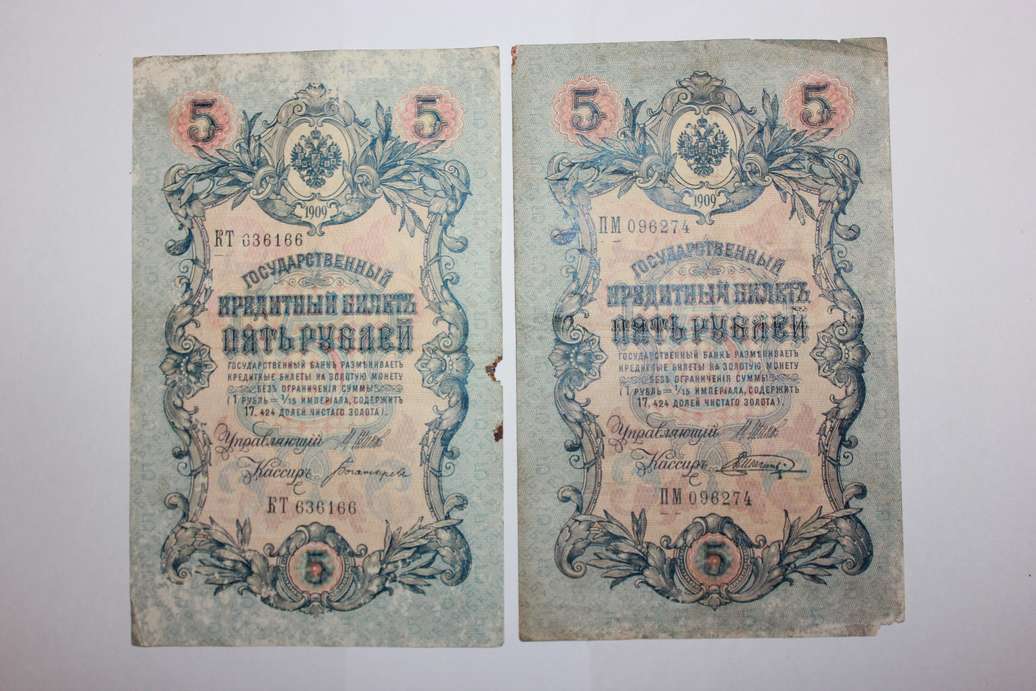 5 5
1909
КТ 636166
ГОСУДАРСТВЕННЫЙ
КРЕДИТНЫЙ БИЛЕТЪ
ПЯТЬ РУБЛЕЙ
ГОСУДАРСТВЕННЫЙ БАНКЪ РАЗМѢНИВАЕТЪ
КРЕДИТНЫЕ БИЛЕТЫ НА ЗОЛОТУЮ МОНЕТУ
БЕЗЪ ОГРАНИЧЕНІЯ СУММЫ
(1 РУБЛЬ = 1/15 ИМПЕРІАЛА, СОДЕРЖИТЪ
17,424 ДОЛЕЙ ЧИСТАГО ЗОЛОТА).
Управляющій
Кассиръ
КТ 636166
5
5 5
1909
ПМ 096274
ГОСУДАРСТВЕННЫЙ
КРЕДИТНЫЙ БИЛЕТЪ
ПЯТЬ РУБЛЕЙ
ГОСУДАРСТВЕННЫЙ БАНКЪ РАЗМѢНИВАЕТЪ
КРЕДИТНЫЕ БИЛЕТЫ НА ЗОЛОТУЮ МОНЕТУ
БЕЗЪ ОГРАНИЧЕНІЯ СУММЫ
(1 РУБЛЬ = 1/15 ИМПЕРІАЛА, СОДЕРЖИТЪ
17,424 ДОЛЕЙ ЧИСТАГО ЗОЛОТА).
Управляющій
Кассиръ
ПМ 096274
5